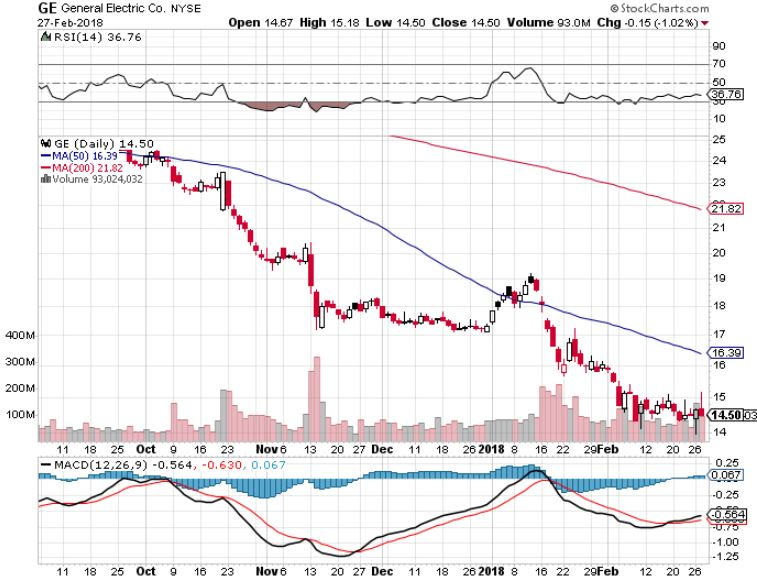 GE General Electric Co. NYSE © StockCharts.com
27-Feb-2018 Open 14.67 High 15.18 Low 14.50 Close 14.50 Volume 93.0M Chg -0.15 (-1.02%)
RSI(14) 36.76
90
70
50
36.76
30
10
GE (Daily) 14.50
MA(50) 16.39
MA(200) 21.82
Volume 93,024,032
25
24
23
22
21.82
21
20
19
18
17
16.39
16
15
14.50
14
400M
300M
200M
100M
11 18 25 Oct 9 16 23 Nov 6 13 20 27 Dec 11 18 26 2018 8 16 22 29 Feb 12 20 26
MACD(12,26,9) -0.564, -0.630, 0.067
0.25
0.067
-0.25
-0.564
-0.75
-1.00
-1.25
11 18 25 Oct 9 16 23 Nov 6 13 20 27 Dec 11 18 26 2018 8 16 22 29 Feb 12 20 26